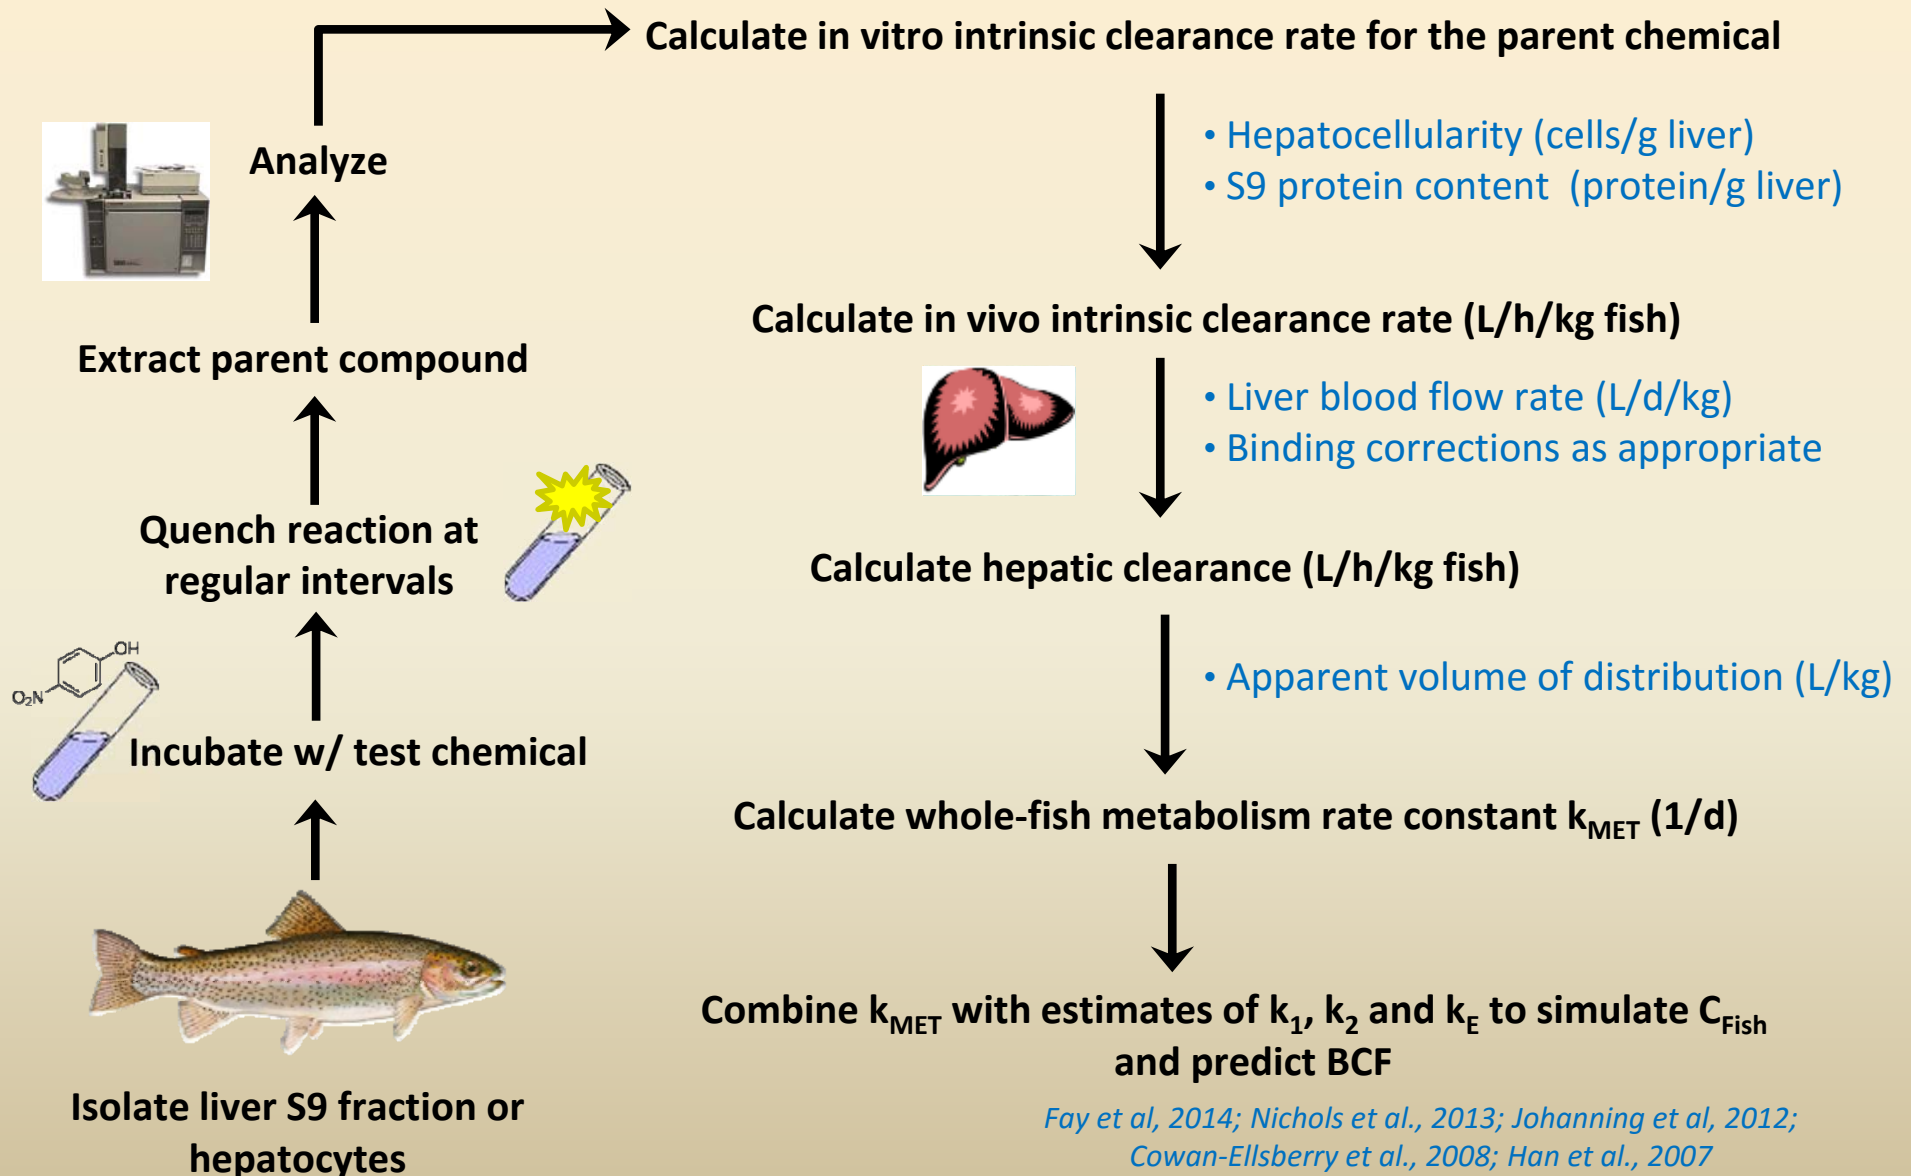 Calculate in vitro intrinsic clearance rate for the parent chemical
• Hepatocellularity (cells/g liver)
• S9 protein content (protein/g liver)
Analyze
Calculate in vivo intrinsic clearance rate (L/h/kg fish)
Extract parent compound
• Liver blood flow rate (L/d/kg)
• Binding corrections as appropriate
Quench reaction at
regular intervals
Calculate hepatic clearance (L/h/kg fish)
OH
O₂N
• Apparent volume of distribution (L/kg)
Incubate w/ test chemical
Calculate whole-fish metabolism rate constant k_MET (1/d)
Combine k_MET with estimates of k₁, k₂ and k_E to simulate C_Fish
and predict BCF
Isolate liver S9 fraction or
hepatocytes
Fay et al, 2014; Nichols et al., 2013; Johanning et al, 2012;
Cowan-Ellsberry et al., 2008; Han et al., 2007